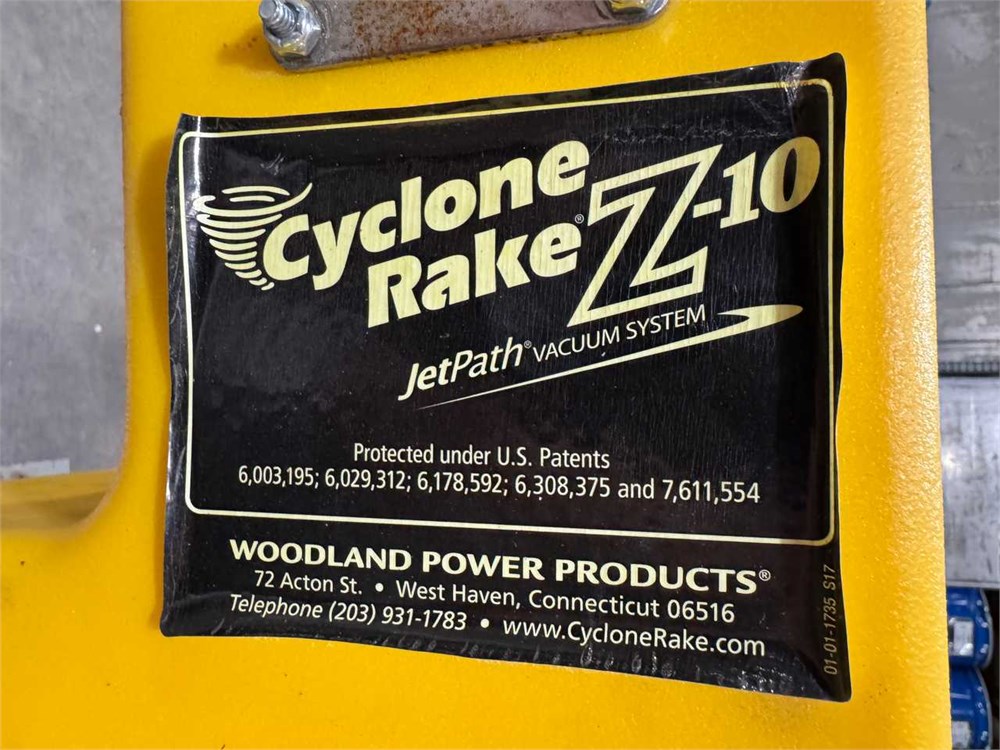 Cyclone
Rake® Z-10
JetPath® VACUUM SYSTEM
Protected under U.S. Patents
6,003,195; 6,029,312; 6,178,592; 6,308,375 and 7,611,554
WOODLAND POWER PRODUCTS®
72 Acton St. • West Haven, Connecticut 06516
Telephone (203) 931-1783 • www.CycloneRake.com
01-01-1735 S17